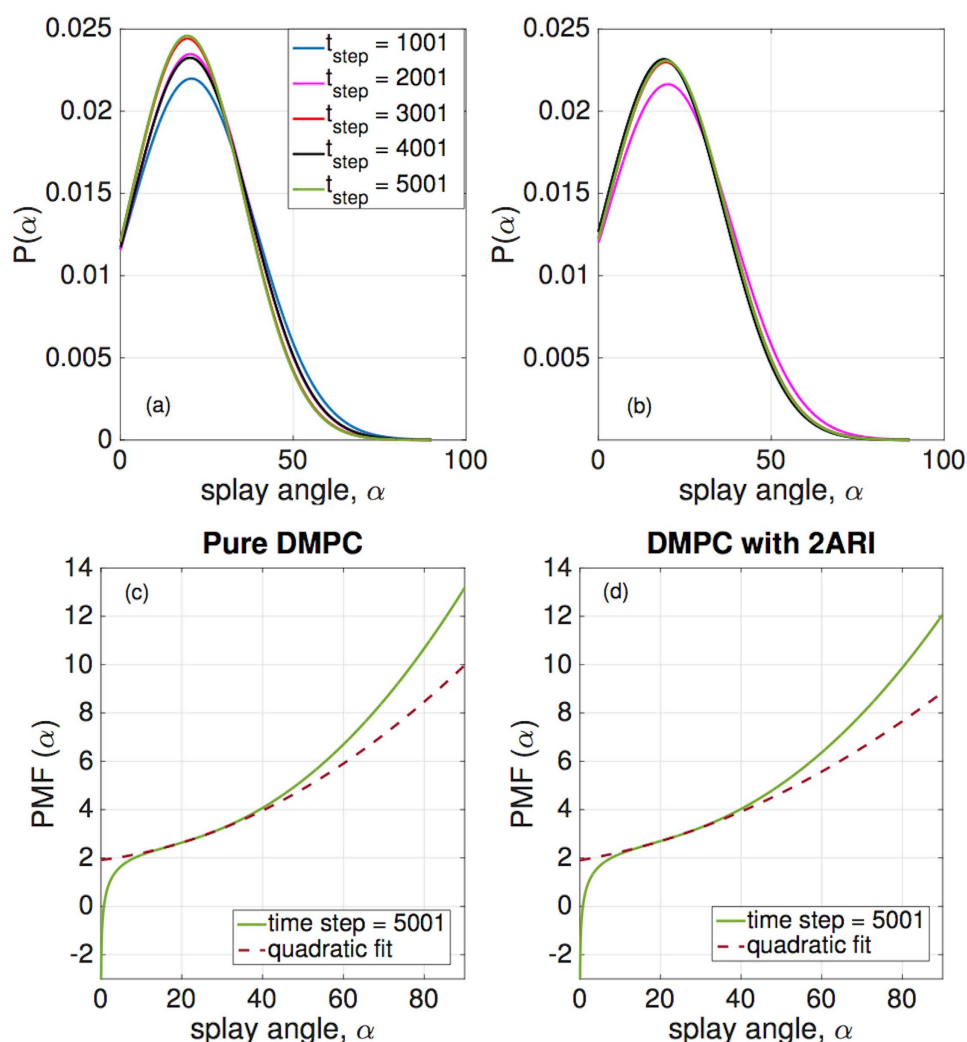 0.025
0.02
0.015
0.01
0.005
0
P(α)
t_step = 1001
t_step = 2001
t_step = 3001
t_step = 4001
t_step = 5001
(a)
0 50 100
splay angle, α
0.025
0.02
0.015
0.01
0.005
0
P(α)
(b)
0 50 100
splay angle, α
Pure DMPC
14
12
10
8
6
4
2
0
-2
PMF (α)
(c)
time step = 5001
quadratic fit
0 20 40 60 80
splay angle, α
DMPC with 2ARI
14
12
10
8
6
4
2
0
-2
PMF (α)
(d)
time step = 5001
quadratic fit
0 20 40 60 80
splay angle, α